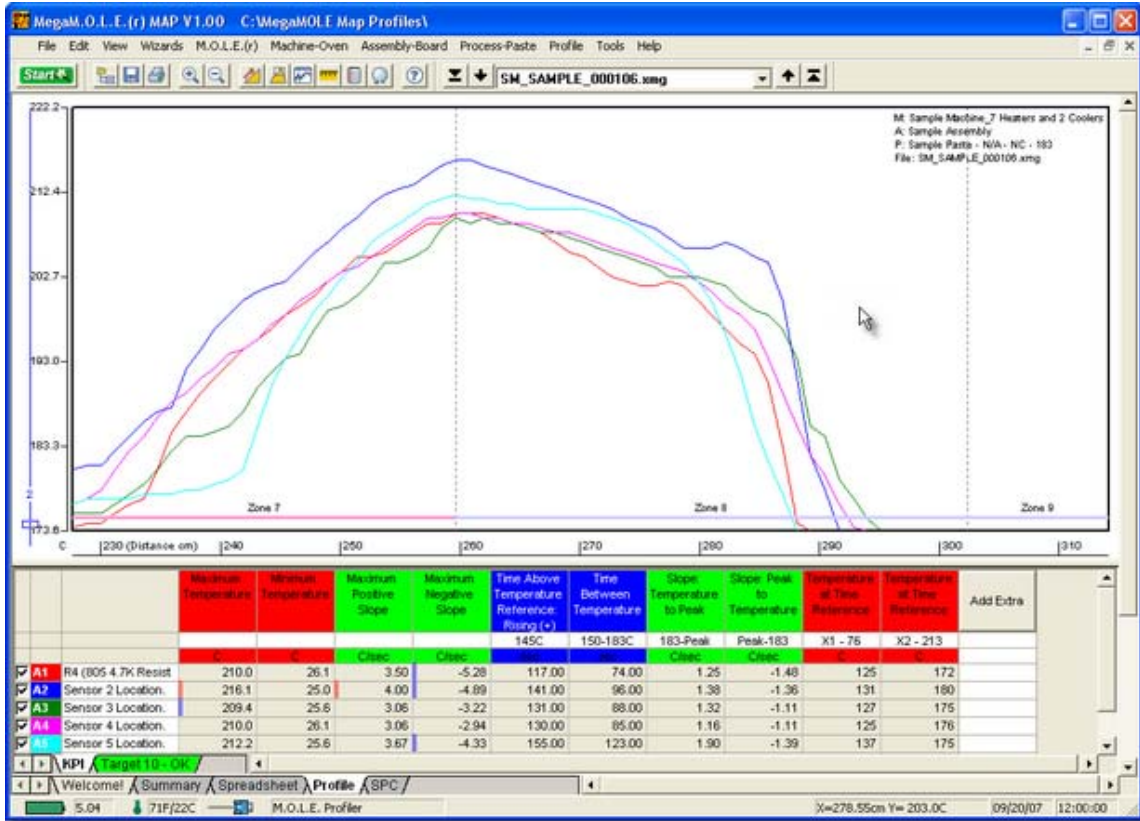 MegaM.O.L.E.(r) MAP V1.00 C:\MegaMOLE Map Profiles\
File Edit View Wizards M.O.L.E.(r) Machine-Oven Assembly-Board Process-Paste Profile Tools Help
Start SM_SAMPLE_000106.xmg
M: Sample Machine_7 Heaters and 2 Coolers
A: Sample Assembly
P: Sample Paste - N/A - NC - 183
File: SM_SAMPLE_000106.xmg
222.2
212.4
202.7
193.0
183.3
173.6
2
Zone 7 Zone 8 Zone 9
C |230 (Distance cm) |240 |250 |260 |270 |280 |290 |300 |310
Maximum Temperature Minimum Temperature Maximum Positive Slope Maximum Negative Slope Time Above Temperature Reference: Rising (+) Time Between Temperature Slope: Temperature to Peak Slope: Peak to Temperature Temperature at Time Reference Temperature at Time Reference Add Extra
145C 150-183C 183-Peak Peak-183 X1 - 76 X2 - 213
C C C/sec C/sec C/sec C/sec C C
A1 R4 (805 4.7K Resist 210.0 26.1 3.50 -5.28 117.00 74.00 1.25 -1.48 125 172
A2 Sensor 2 Location. 216.1 25.0 4.00 -4.89 141.00 96.00 1.38 -1.36 131 180
A3 Sensor 3 Location. 209.4 25.6 3.06 -3.22 131.00 88.00 1.32 -1.11 127 175
A4 Sensor 4 Location. 210.0 26.1 3.06 -2.94 130.00 85.00 1.16 -1.11 125 176
A5 Sensor 5 Location. 212.2 25.6 3.67 -4.33 155.00 123.00 1.90 -1.39 137 175
KPI Target 10 - OK
Welcome! Summary Spreadsheet Profile SPC
5.04 71F/22C M.O.L.E. Profiler X=278.55cm Y= 203.0C 09/20/07 12:00:00